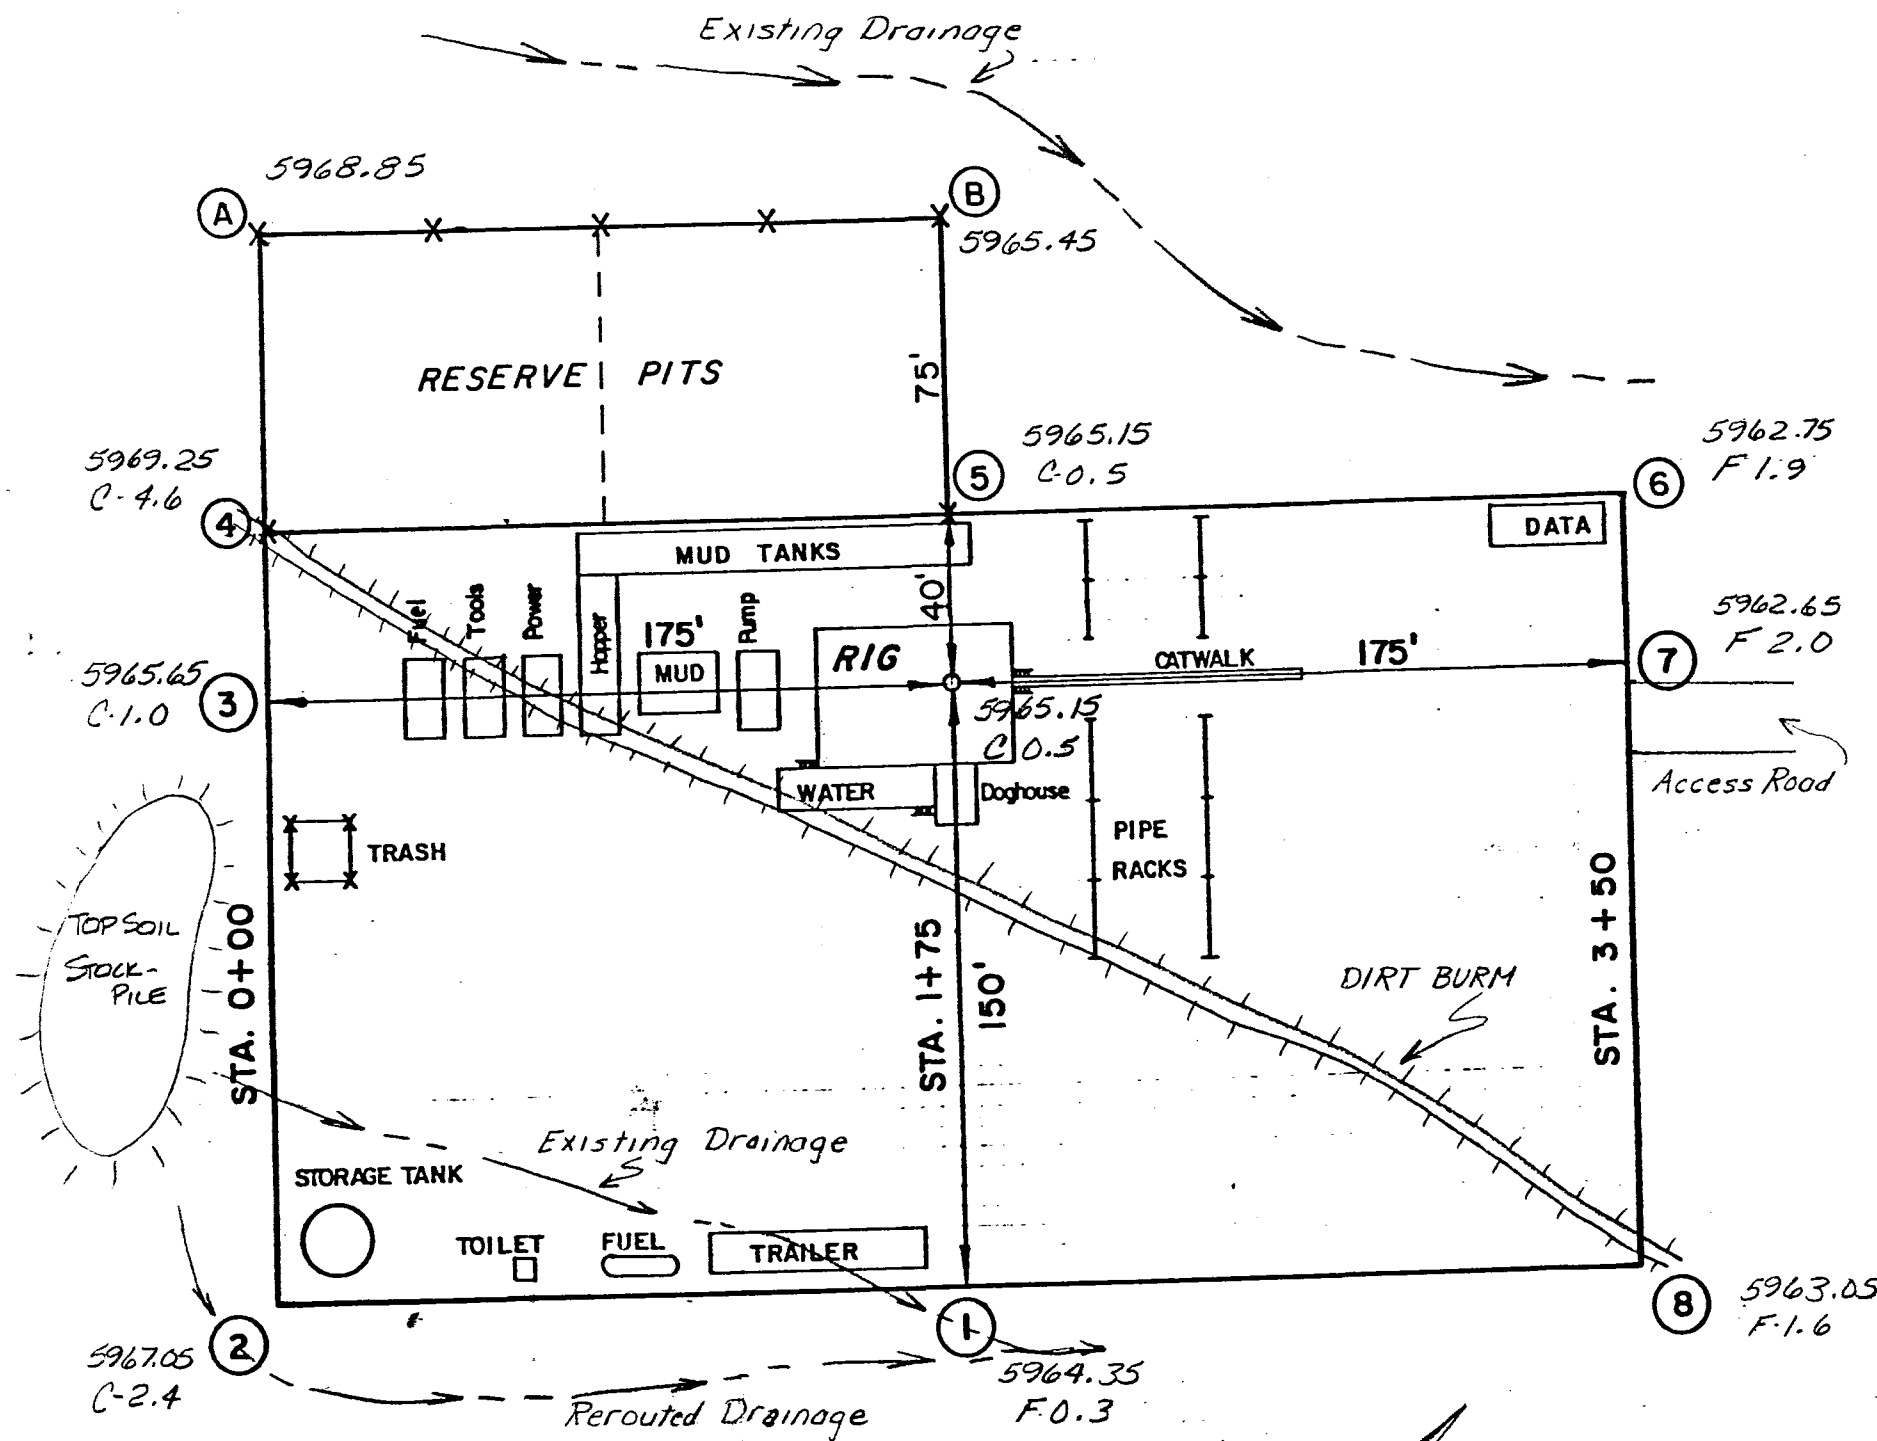 Existing Drainage
5968.85
A
B
5965.45
RESERVE PITS
75'
5969.25
C-4.6
4
5
5965.15
C-0.5
5962.75
F 1.9
6
DATA
MUD TANKS
40'
Fuel
Tools
Power
Hopper
175'
MUD
Pump
RIG
CATWALK
175'
5962.65
F 2.0
7
5965.65
C-1.0
3
5965.15
C 0.5
Access Road
WATER
Doghouse
PIPE
RACKS
TRASH
TOPSOIL
STOCK-
PILE
STA. 0+00
STA. 1+75
150'
STA. 3+50
DIRT BURM
Existing Drainage
STORAGE TANK
TOILET
FUEL
TRAILER
2
5967.05
C-2.4
1
5964.35
F.0.3
8
5963.05
F-1.6
Rerouted Drainage